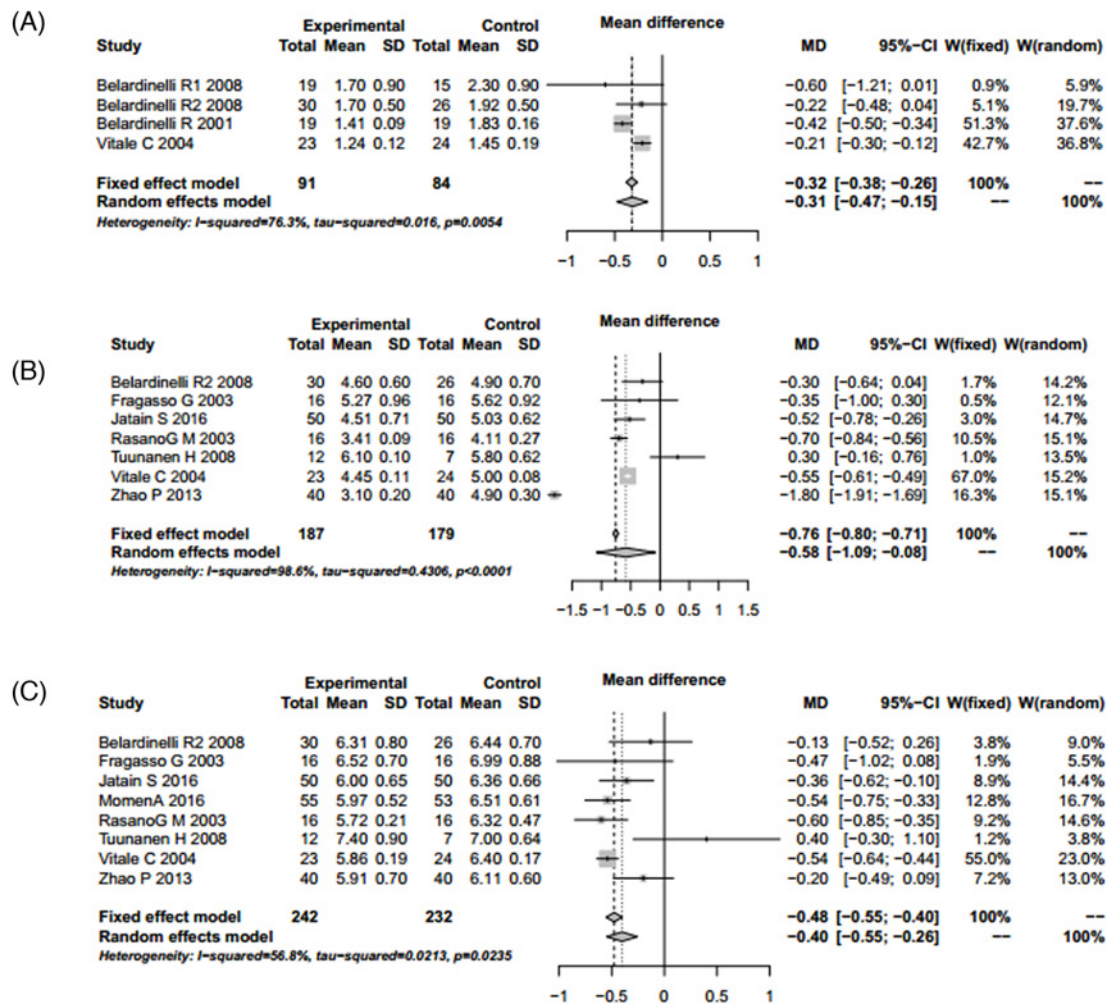 (A)
Experimental Control Mean difference
Study Total Mean SD Total Mean SD MD 95%−CI W(fixed) W(random)
Belardinelli R1 2008 19 1.70 0.90 15 2.30 0.90 −0.60 [−1.21; 0.01] 0.9% 5.9%
Belardinelli R2 2008 30 1.70 0.50 26 1.92 0.50 −0.22 [−0.48; 0.04] 5.1% 19.7%
Belardinelli R 2001 19 1.41 0.09 19 1.83 0.16 −0.42 [−0.50; −0.34] 51.3% 37.6%
Vitale C 2004 23 1.24 0.12 24 1.45 0.19 −0.21 [−0.30; −0.12] 42.7% 36.8%
Fixed effect model 91 84 −0.32 [−0.38; −0.26] 100% −−
Random effects model −0.31 [−0.47; −0.15] −− 100%
Heterogeneity: I−squared=76.3%, tau−squared=0.016, p=0.0054
−1 −0.5 0 0.5 1
(B)
Experimental Control Mean difference
Study Total Mean SD Total Mean SD MD 95%−CI W(fixed) W(random)
Belardinelli R2 2008 30 4.60 0.60 26 4.90 0.70 −0.30 [−0.64; 0.04] 1.7% 14.2%
Fragasso G 2003 16 5.27 0.96 16 5.62 0.92 −0.35 [−1.00; 0.30] 0.5% 12.1%
Jatain S 2016 50 4.51 0.71 50 5.03 0.62 −0.52 [−0.78; −0.26] 3.0% 14.7%
RasanoG M 2003 16 3.41 0.09 16 4.11 0.27 −0.70 [−0.84; −0.56] 10.5% 15.1%
Tuunanen H 2008 12 6.10 0.10 7 5.80 0.62 0.30 [−0.16; 0.76] 1.0% 13.5%
Vitale C 2004 23 4.45 0.11 24 5.00 0.08 −0.55 [−0.61; −0.49] 67.0% 15.2%
Zhao P 2013 40 3.10 0.20 40 4.90 0.30 −1.80 [−1.91; −1.69] 16.3% 15.1%
Fixed effect model 187 179 −0.76 [−0.80; −0.71] 100% −−
Random effects model −0.58 [−1.09; −0.08] −− 100%
Heterogeneity: I−squared=98.6%, tau−squared=0.4306, p<0.0001
−1.5 −1 −0.5 0 0.5 1 1.5
(C)
Experimental Control Mean difference
Study Total Mean SD Total Mean SD MD 95%−CI W(fixed) W(random)
Belardinelli R2 2008 30 6.31 0.80 26 6.44 0.70 −0.13 [−0.52; 0.26] 3.8% 9.0%
Fragasso G 2003 16 6.52 0.70 16 6.99 0.88 −0.47 [−1.02; 0.08] 1.9% 5.5%
Jatain S 2016 50 6.00 0.65 50 6.36 0.66 −0.36 [−0.62; −0.10] 8.9% 14.4%
MomenA 2016 55 5.97 0.52 53 6.51 0.61 −0.54 [−0.75; −0.33] 12.8% 16.7%
RasanoG M 2003 16 5.72 0.21 16 6.32 0.47 −0.60 [−0.85; −0.35] 9.2% 14.6%
Tuunanen H 2008 12 7.40 0.90 7 7.00 0.64 0.40 [−0.30; 1.10] 1.2% 3.8%
Vitale C 2004 23 5.86 0.19 24 6.40 0.17 −0.54 [−0.64; −0.44] 55.0% 23.0%
Zhao P 2013 40 5.91 0.70 40 6.11 0.60 −0.20 [−0.49; 0.09] 7.2% 13.0%
Fixed effect model 242 232 −0.48 [−0.55; −0.40] 100% −−
Random effects model −0.40 [−0.55; −0.26] −− 100%
Heterogeneity: I−squared=56.8%, tau−squared=0.0213, p=0.0235
−1 −0.5 0 0.5 1